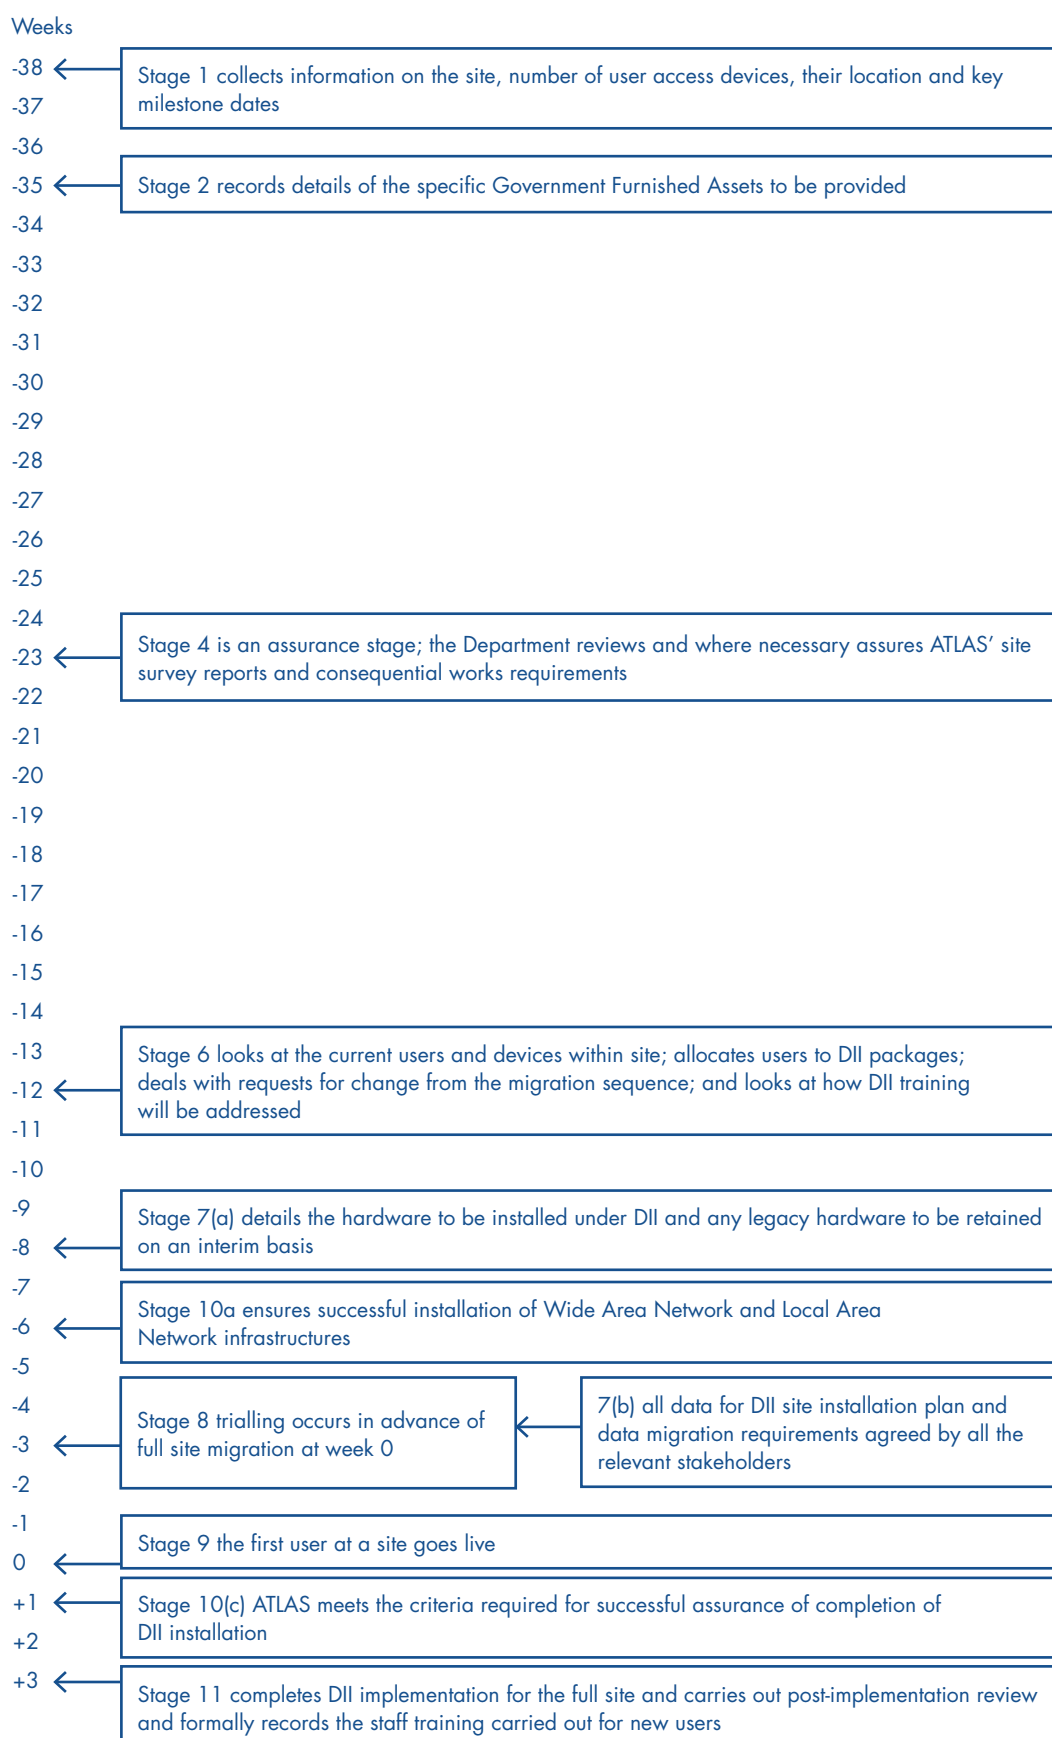 Weeks
-38
Stage 1 collects information on the site, number of user access devices, their location and key
milestone dates
-37
-36
-35
Stage 2 records details of the specific Government Furnished Assets to be provided
-34
-33
-32
-31
-30
-29
-28
-27
-26
-25
-24
-23
Stage 4 is an assurance stage; the Department reviews and where necessary assures ATLAS’ site
survey reports and consequential works requirements
-22
-21
-20
-19
-18
-17
-16
-15
-14
-13
-12
Stage 6 looks at the current users and devices within site; allocates users to DII packages;
deals with requests for change from the migration sequence; and looks at how DII training
will be addressed
-11
-10
-9
-8
Stage 7(a) details the hardware to be installed under DII and any legacy hardware to be retained
on an interim basis
-7
-6
Stage 10a ensures successful installation of Wide Area Network and Local Area
Network infrastructures
-5
-4
-3
Stage 8 trialling occurs in advance of
full site migration at week 0
7(b) all data for DII site installation plan and
data migration requirements agreed by all the
relevant stakeholders
-2
-1
0
Stage 9 the first user at a site goes live
+1
Stage 10(c) ATLAS meets the criteria required for successful assurance of completion of
DII installation
+2
+3
Stage 11 completes DII implementation for the full site and carries out post-implementation review
and formally records the staff training carried out for new users